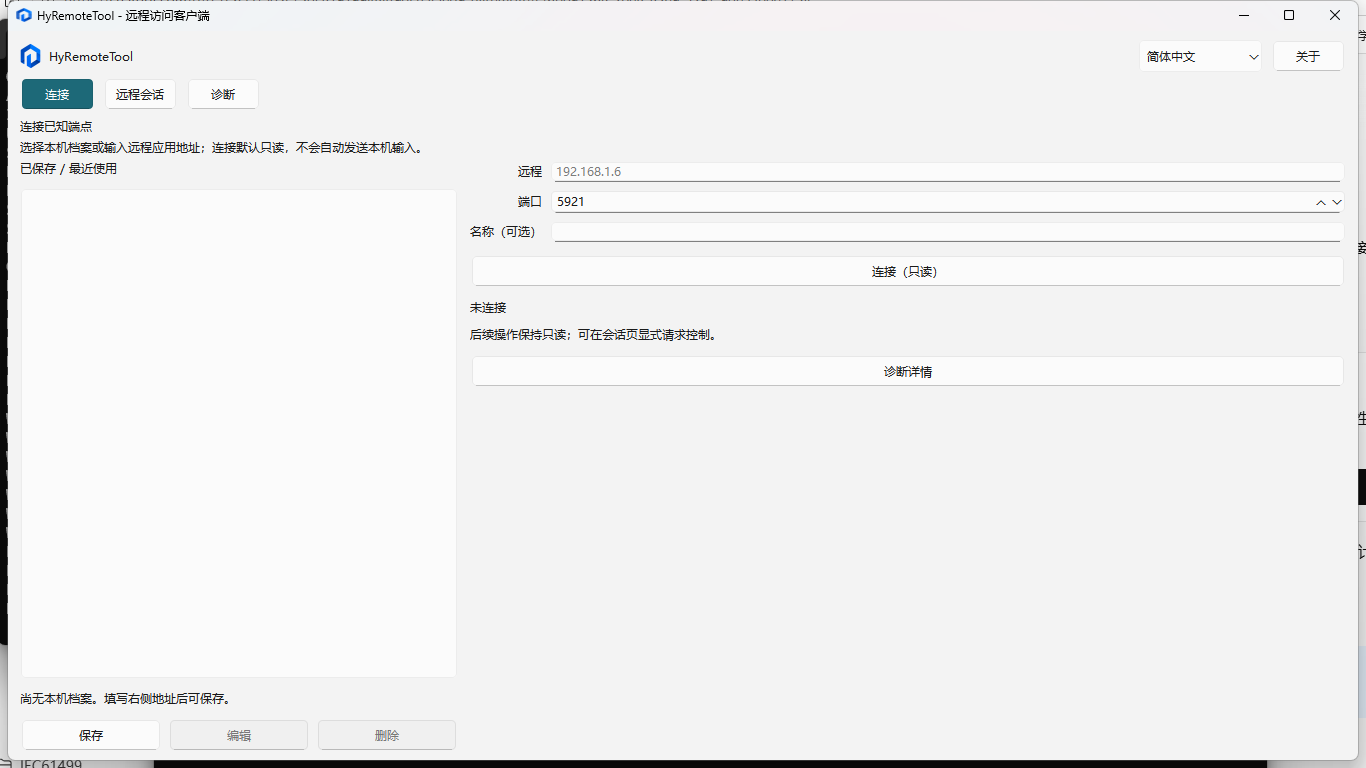 HyRemoteTool - 远程访问客户端
HyRemoteTool
简体中文
关于
连接
远程会话
诊断
连接已知端点
选择本机档案或输入远程应用地址；连接默认只读，不会自动发送本机输入。
已保存 / 最近使用
远程
192.168.1.6
端口
5921
名称（可选）
连接（只读）
未连接
后续操作保持只读；可在会话页显式请求控制。
诊断详情
尚无本机档案。填写右侧地址后可保存。
保存
编辑
删除
IEC61499